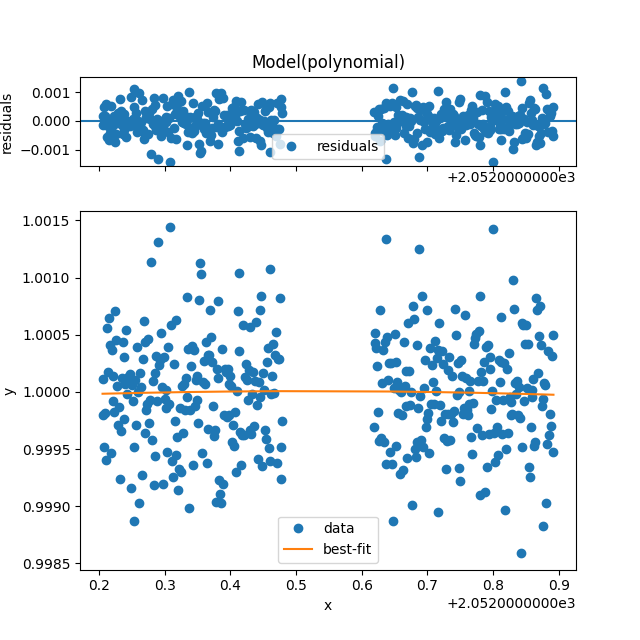 Model(polynomial)
residuals
0.001
0.000
−0.001
residuals
+2.0520000000e3
y
1.0015
1.0010
1.0005
1.0000
0.9995
0.9990
0.9985
data
best-fit
0.2 0.3 0.4 0.5 0.6 0.7 0.8 0.9
x
+2.0520000000e3